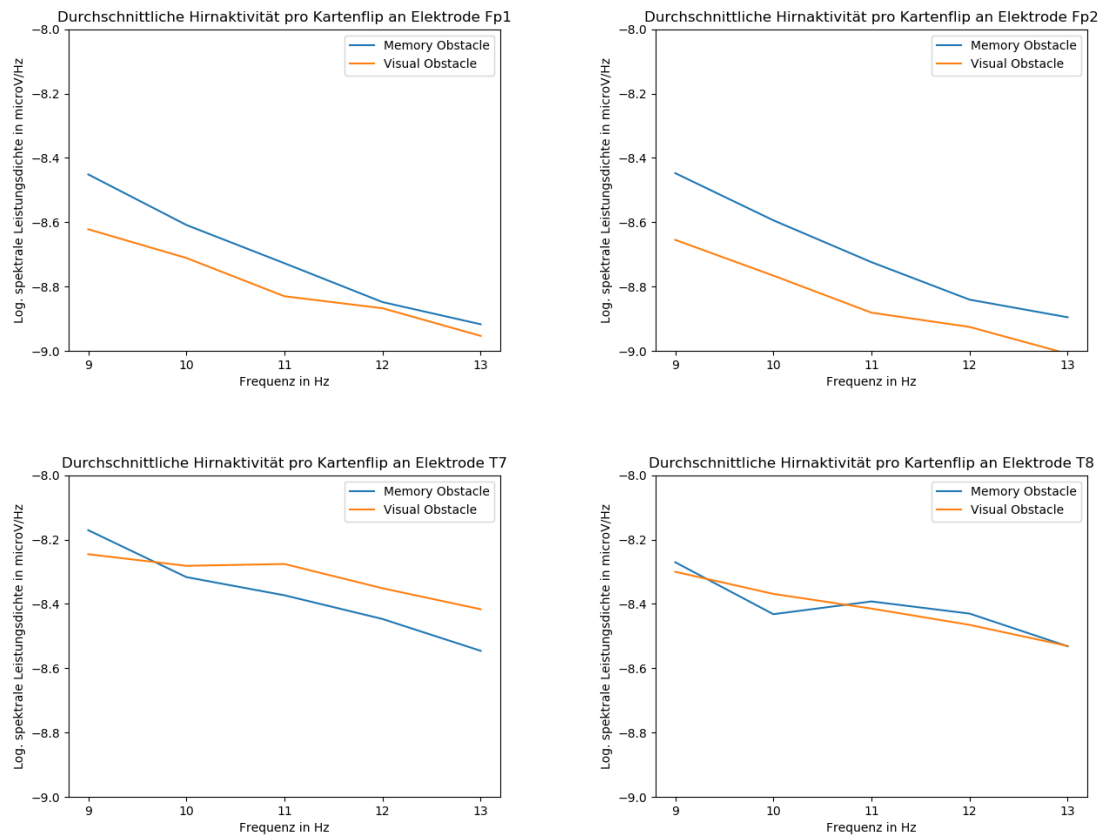 Durchschnittliche Hirnaktivität pro Kartenflip an Elektrode Fp1
Memory Obstacle
Visual Obstacle
Log. spektrale Leistungsdichte in microV/Hz
−8.0
−8.2
−8.4
−8.6
−8.8
−9.0
9 10 11 12 13
Frequenz in Hz
Durchschnittliche Hirnaktivität pro Kartenflip an Elektrode Fp2
Memory Obstacle
Visual Obstacle
Log. spektrale Leistungsdichte in microV/Hz
−8.0
−8.2
−8.4
−8.6
−8.8
−9.0
9 10 11 12 13
Frequenz in Hz
Durchschnittliche Hirnaktivität pro Kartenflip an Elektrode T7
Memory Obstacle
Visual Obstacle
Log. spektrale Leistungsdichte in microV/Hz
−8.0
−8.2
−8.4
−8.6
−8.8
−9.0
9 10 11 12 13
Frequenz in Hz
Durchschnittliche Hirnaktivität pro Kartenflip an Elektrode T8
Memory Obstacle
Visual Obstacle
Log. spektrale Leistungsdichte in microV/Hz
−8.0
−8.2
−8.4
−8.6
−8.8
−9.0
9 10 11 12 13
Frequenz in Hz